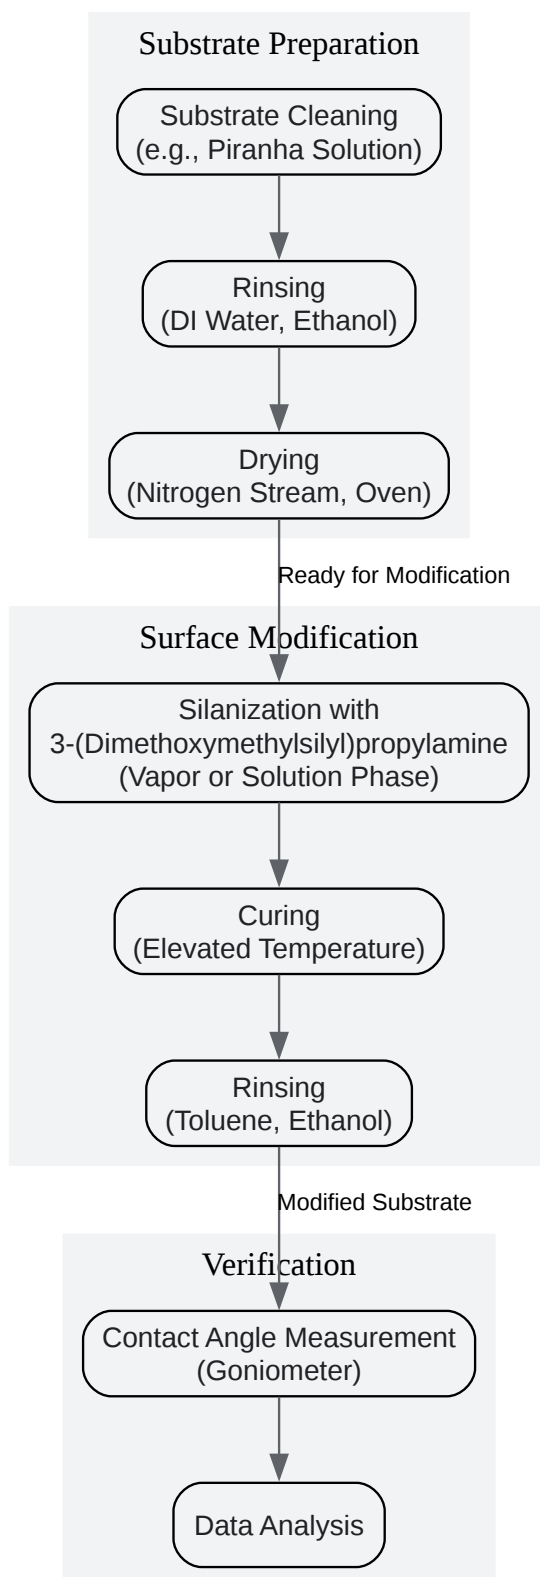 Substrate Preparation
Substrate Cleaning
(e.g., Piranha Solution)
Rinsing
(DI Water, Ethanol)
Drying
(Nitrogen Stream, Oven)
Ready for Modification
Surface Modification
Silanization with
3-(Dimethoxymethylsilyl)propylamine
(Vapor or Solution Phase)
Curing
(Elevated Temperature)
Rinsing
(Toluene, Ethanol)
Modified Substrate
Verification
Contact Angle Measurement
(Goniometer)
Data Analysis